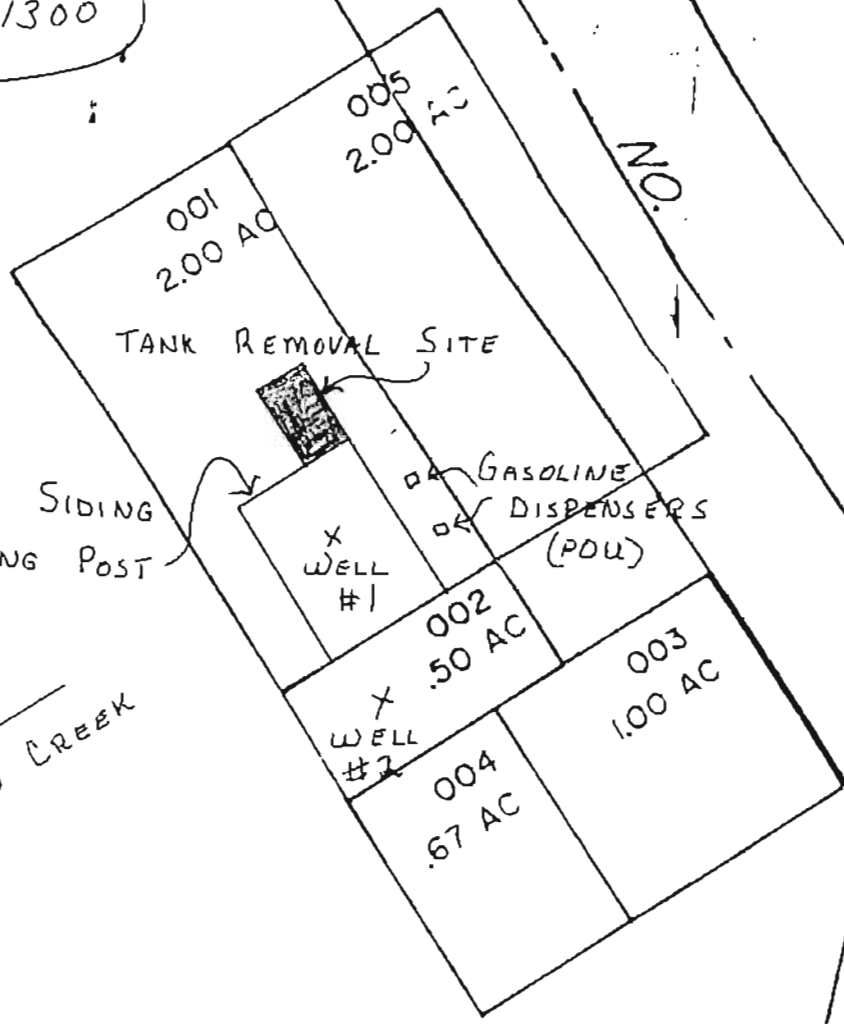 1300
005
2.00 AC
NO.
001
2.00 AC
TANK REMOVAL SITE
GASOLINE
DISPENSERS
(POU)
SIDING
NG POST
X
WELL
#1
002
.50 AC
003
1.00 AC
X
WELL
#2
CREEK
004
.67 AC